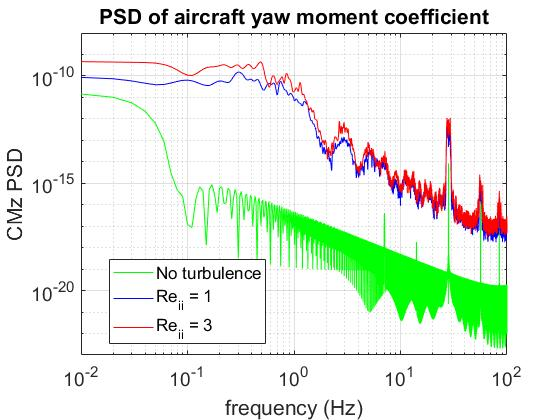 PSD of aircraft yaw moment coefficient
CMz PSD
10^-10
10^-15
10^-20
No turbulence
Re_ii = 1
Re_ii = 3
10^-2 10^-1 10^0 10^1 10^2
frequency (Hz)